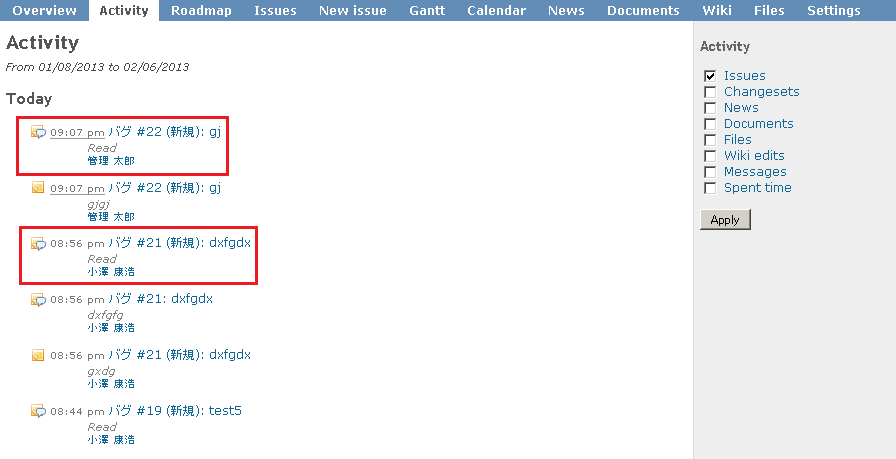 Overview Activity Roadmap Issues New issue Gantt Calendar News Documents Wiki Files Settings
Activity
From 01/08/2013 to 02/06/2013
Today
09:07 pm バグ #22 (新規): gj
Read
管理 太郎
09:07 pm バグ #22 (新規): gj
gjgj
管理 太郎
08:56 pm バグ #21 (新規): dxfgdx
Read
小澤 康浩
08:56 pm バグ #21: dxfgdx
dxfgfg
小澤 康浩
08:56 pm バグ #21 (新規): dxfgdx
gxdg
小澤 康浩
08:44 pm バグ #19 (新規): test5
Read
小澤 康浩
Activity
Issues
Changesets
News
Documents
Files
Wiki edits
Messages
Spent time
Apply